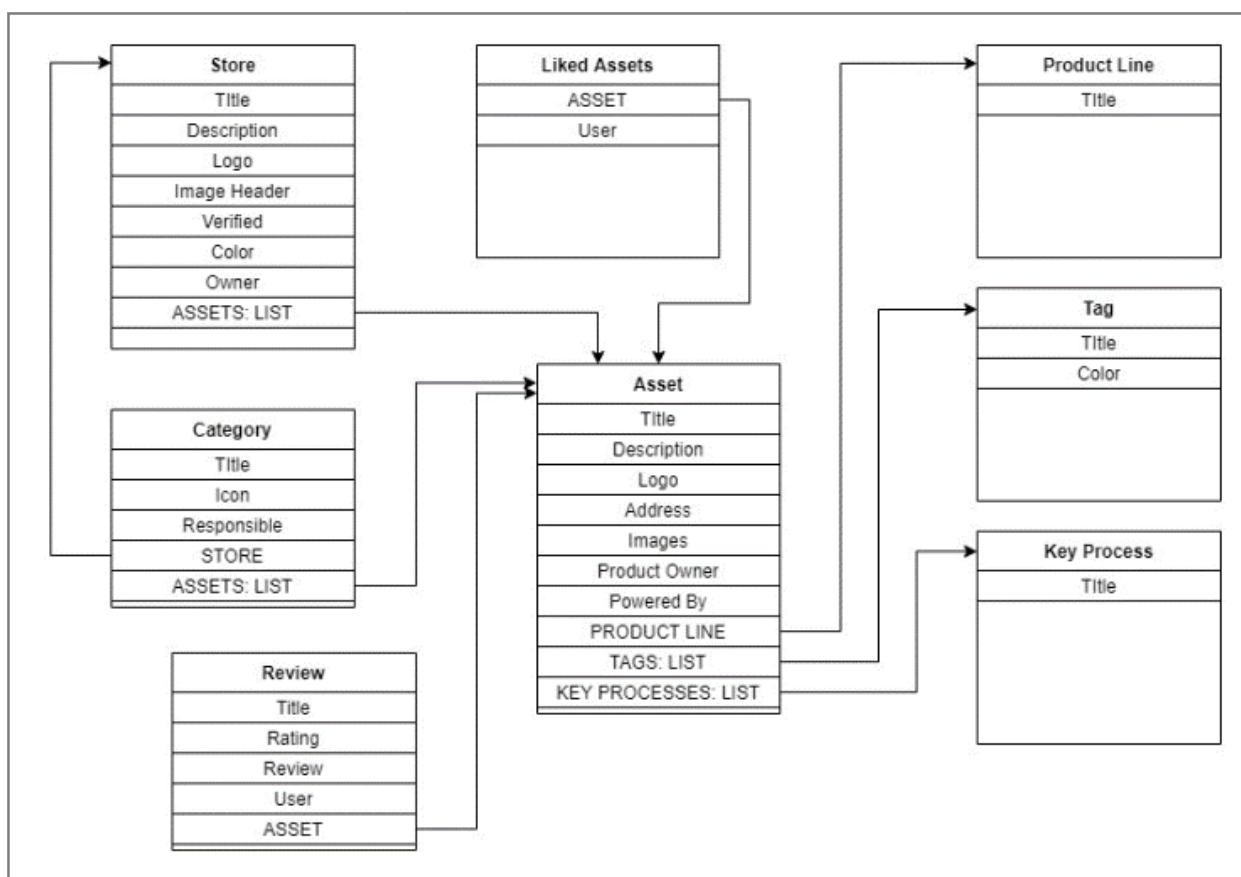 Store
TItle
Description
Logo
Image Header
Verified
Color
Owner
ASSETS: LIST
Liked Assets
ASSET
User
Product Line
TItle
Tag
TItle
Color
Asset
TItle
Description
Logo
Address
Images
Product Owner
Powered By
PRODUCT LINE
TAGS: LIST
KEY PROCESSES: LIST
Category
TItle
Icon
Responsible
STORE
ASSETS: LIST
Key Process
TItle
Review
Title
Rating
Review
User
ASSET